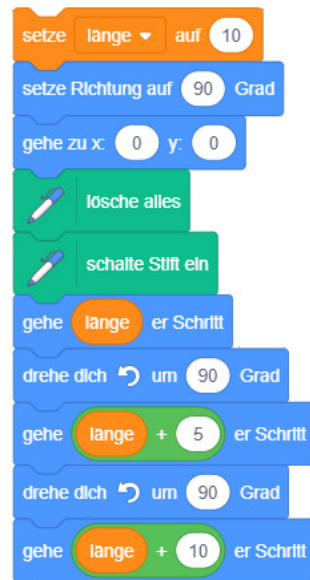 setze länge auf 10
setze Richtung auf 90 Grad
gehe zu x: 0 y: 0
lösche alles
schalte Stift ein
gehe länge er Schritt
drehe dich um 90 Grad
gehe länge + 5 er Schritt
drehe dich um 90 Grad
gehe länge + 10 er Schritt